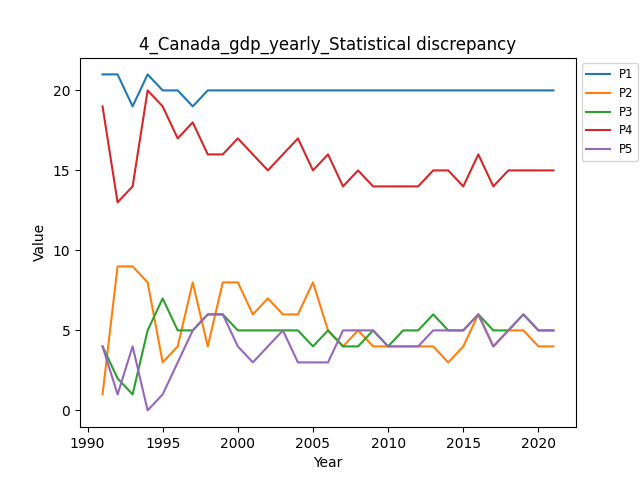 4_Canada_gdp_yearly_Statistical discrepancy
P1
P2
P3
P4
P5
Value
20
15
10
5
0
1990 1995 2000 2005 2010 2015 2020
Year